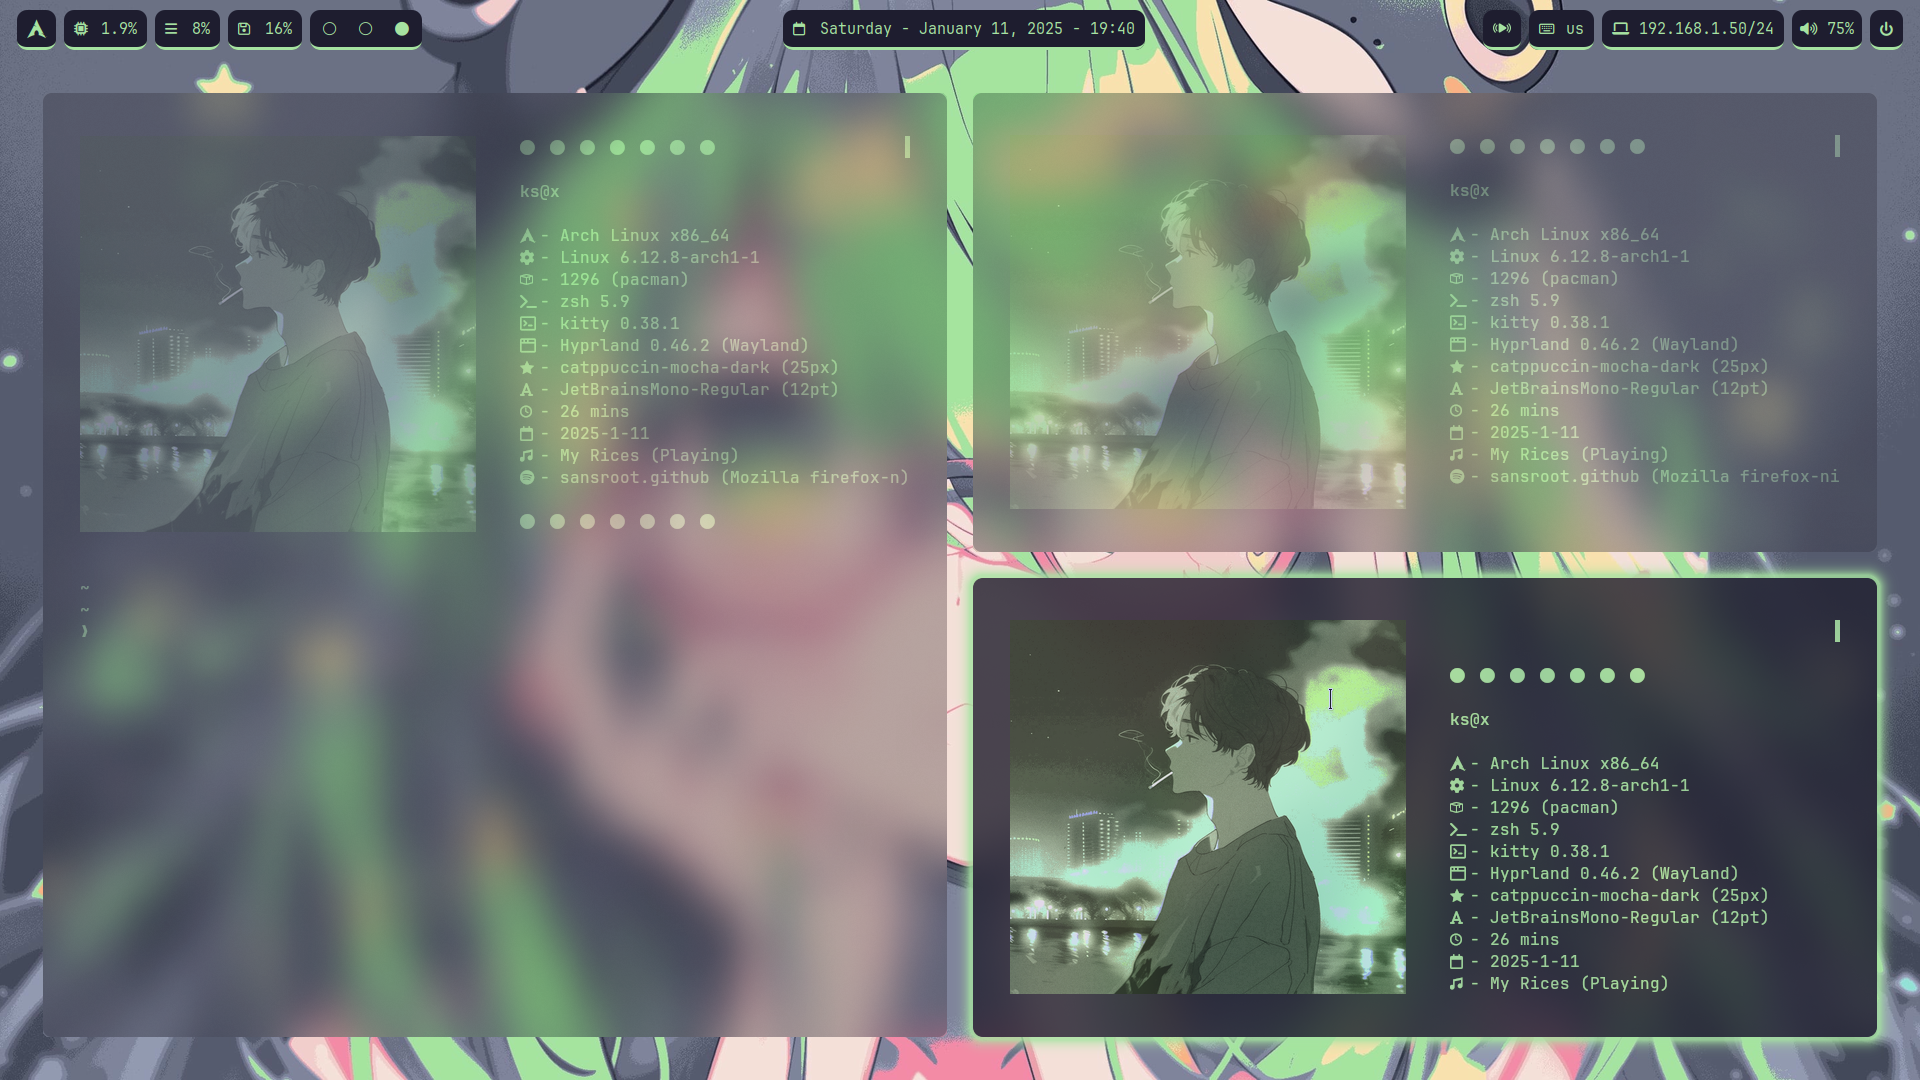 1.9%
8%
16%
Saturday - January 11, 2025 - 19:40
us
192.168.1.50/24
75%
ks@x
- Arch Linux x86_64
- Linux 6.12.8-arch1-1
- 1296 (pacman)
- zsh 5.9
- kitty 0.38.1
- Hyprland 0.46.2 (Wayland)
- catppuccin-mocha-dark (25px)
- JetBrainsMono-Regular (12pt)
- 26 mins
- 2025-1-11
- My Rices (Playing)
- sansroot.github (Mozilla firefox-n)
~
~
❫
ks@x
- Arch Linux x86_64
- Linux 6.12.8-arch1-1
- 1296 (pacman)
- zsh 5.9
- kitty 0.38.1
- Hyprland 0.46.2 (Wayland)
- catppuccin-mocha-dark (25px)
- JetBrainsMono-Regular (12pt)
- 26 mins
- 2025-1-11
- My Rices (Playing)
- sansroot.github (Mozilla firefox-ni
ks@x
- Arch Linux x86_64
- Linux 6.12.8-arch1-1
- 1296 (pacman)
- zsh 5.9
- kitty 0.38.1
- Hyprland 0.46.2 (Wayland)
- catppuccin-mocha-dark (25px)
- JetBrainsMono-Regular (12pt)
- 26 mins
- 2025-1-11
- My Rices (Playing)